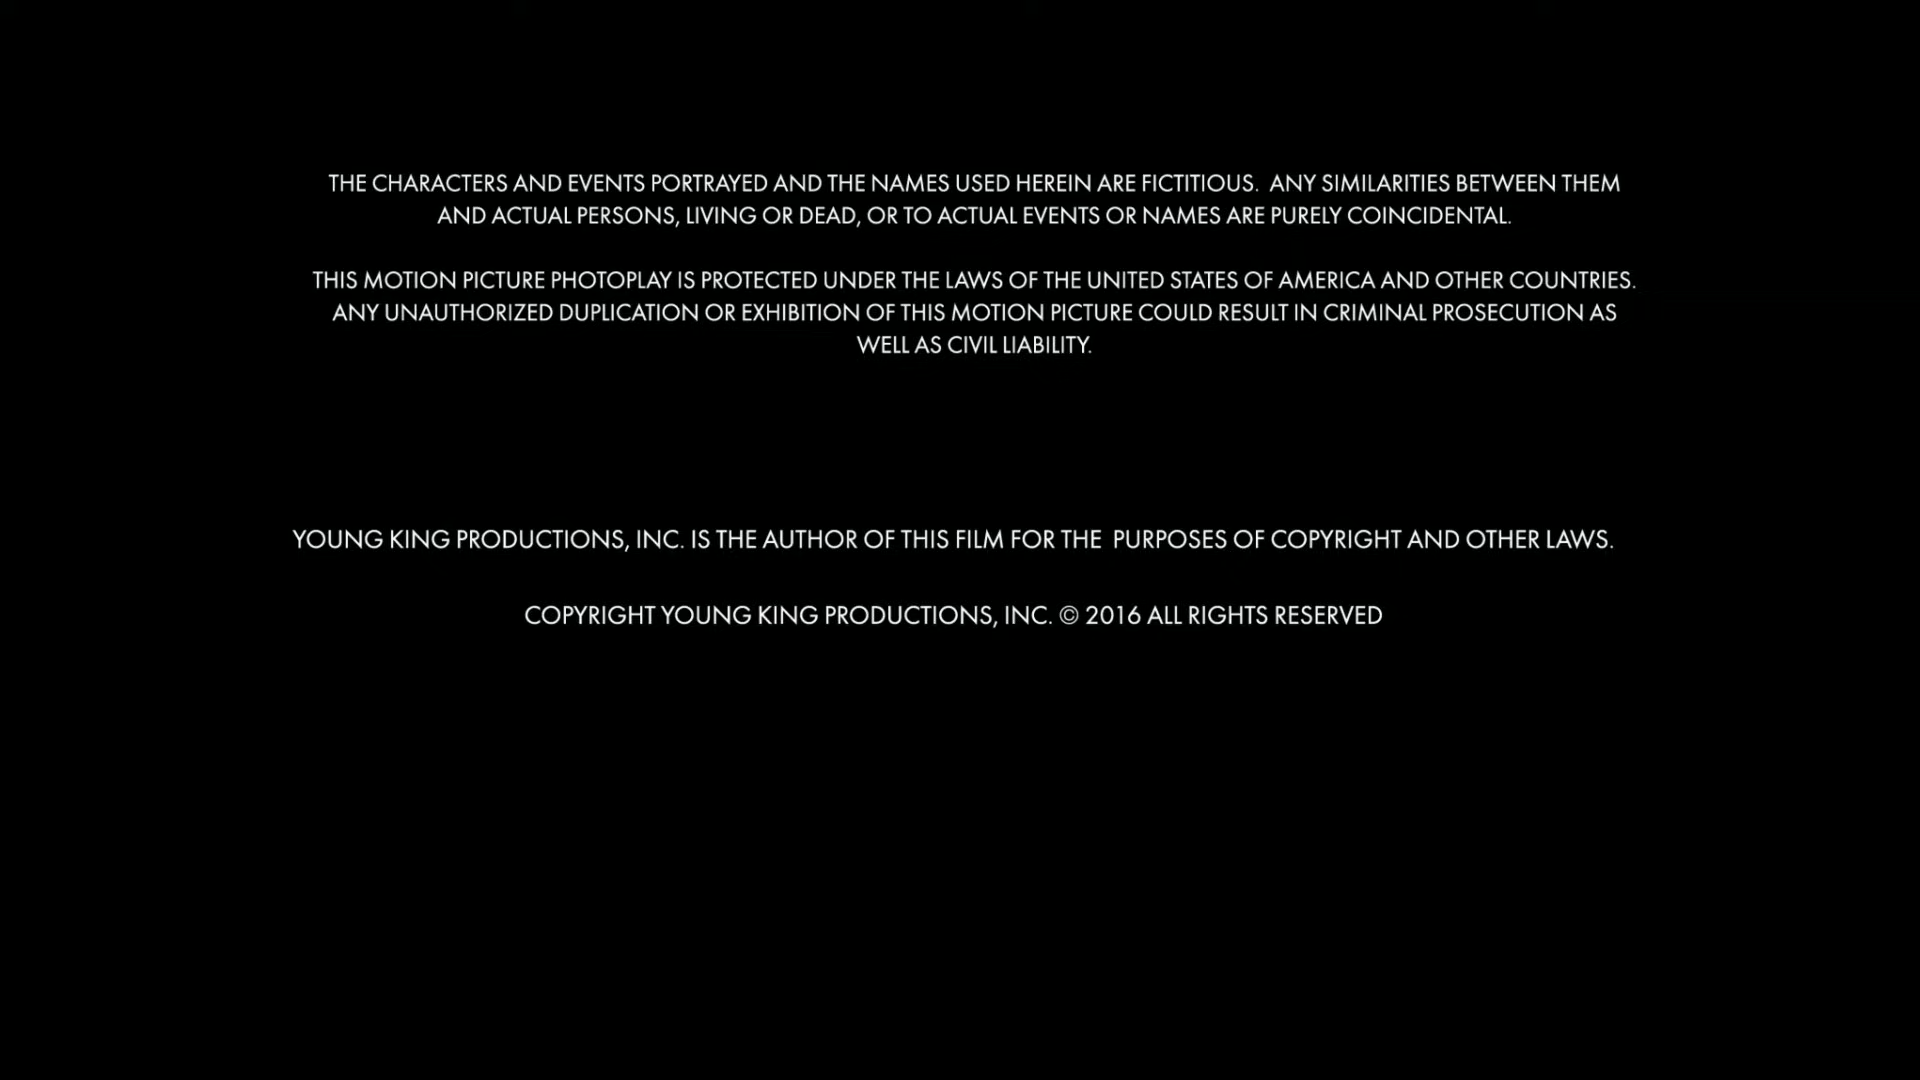 THE CHARACTERS AND EVENTS PORTRAYED AND THE NAMES USED HEREIN ARE FICTITIOUS.  ANY SIMILARITIES BETWEEN THEM
AND ACTUAL PERSONS, LIVING OR DEAD, OR TO ACTUAL EVENTS OR NAMES ARE PURELY COINCIDENTAL.
THIS MOTION PICTURE PHOTOPLAY IS PROTECTED UNDER THE LAWS OF THE UNITED STATES OF AMERICA AND OTHER COUNTRIES.
ANY UNAUTHORIZED DUPLICATION OR EXHIBITION OF THIS MOTION PICTURE COULD RESULT IN CRIMINAL PROSECUTION AS
WELL AS CIVIL LIABILITY.
YOUNG KING PRODUCTIONS, INC. IS THE AUTHOR OF THIS FILM FOR THE  PURPOSES OF COPYRIGHT AND OTHER LAWS.
COPYRIGHT YOUNG KING PRODUCTIONS, INC. © 2016 ALL RIGHTS RESERVED